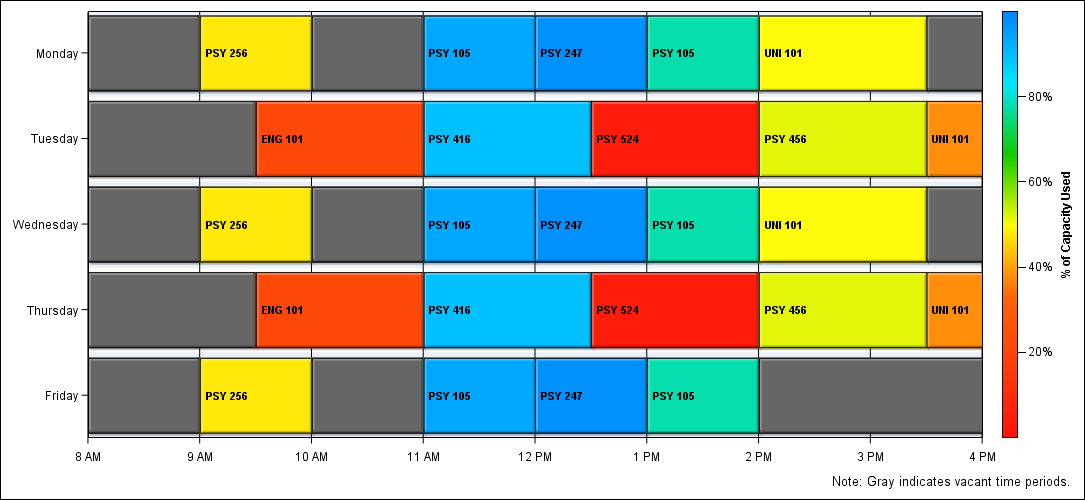 Monday
PSY 256
PSY 105
PSY 247
PSY 105
UNI 101
Tuesday
ENG 101
PSY 416
PSY 524
PSY 456
UNI 101
Wednesday
PSY 256
PSY 105
PSY 247
PSY 105
UNI 101
Thursday
ENG 101
PSY 416
PSY 524
PSY 456
UNI 101
Friday
PSY 256
PSY 105
PSY 247
PSY 105
8 AM
9 AM
10 AM
11 AM
12 PM
1 PM
2 PM
3 PM
4 PM
80%
60%
40%
20%
% of Capacity Used
Note: Gray indicates vacant time periods.